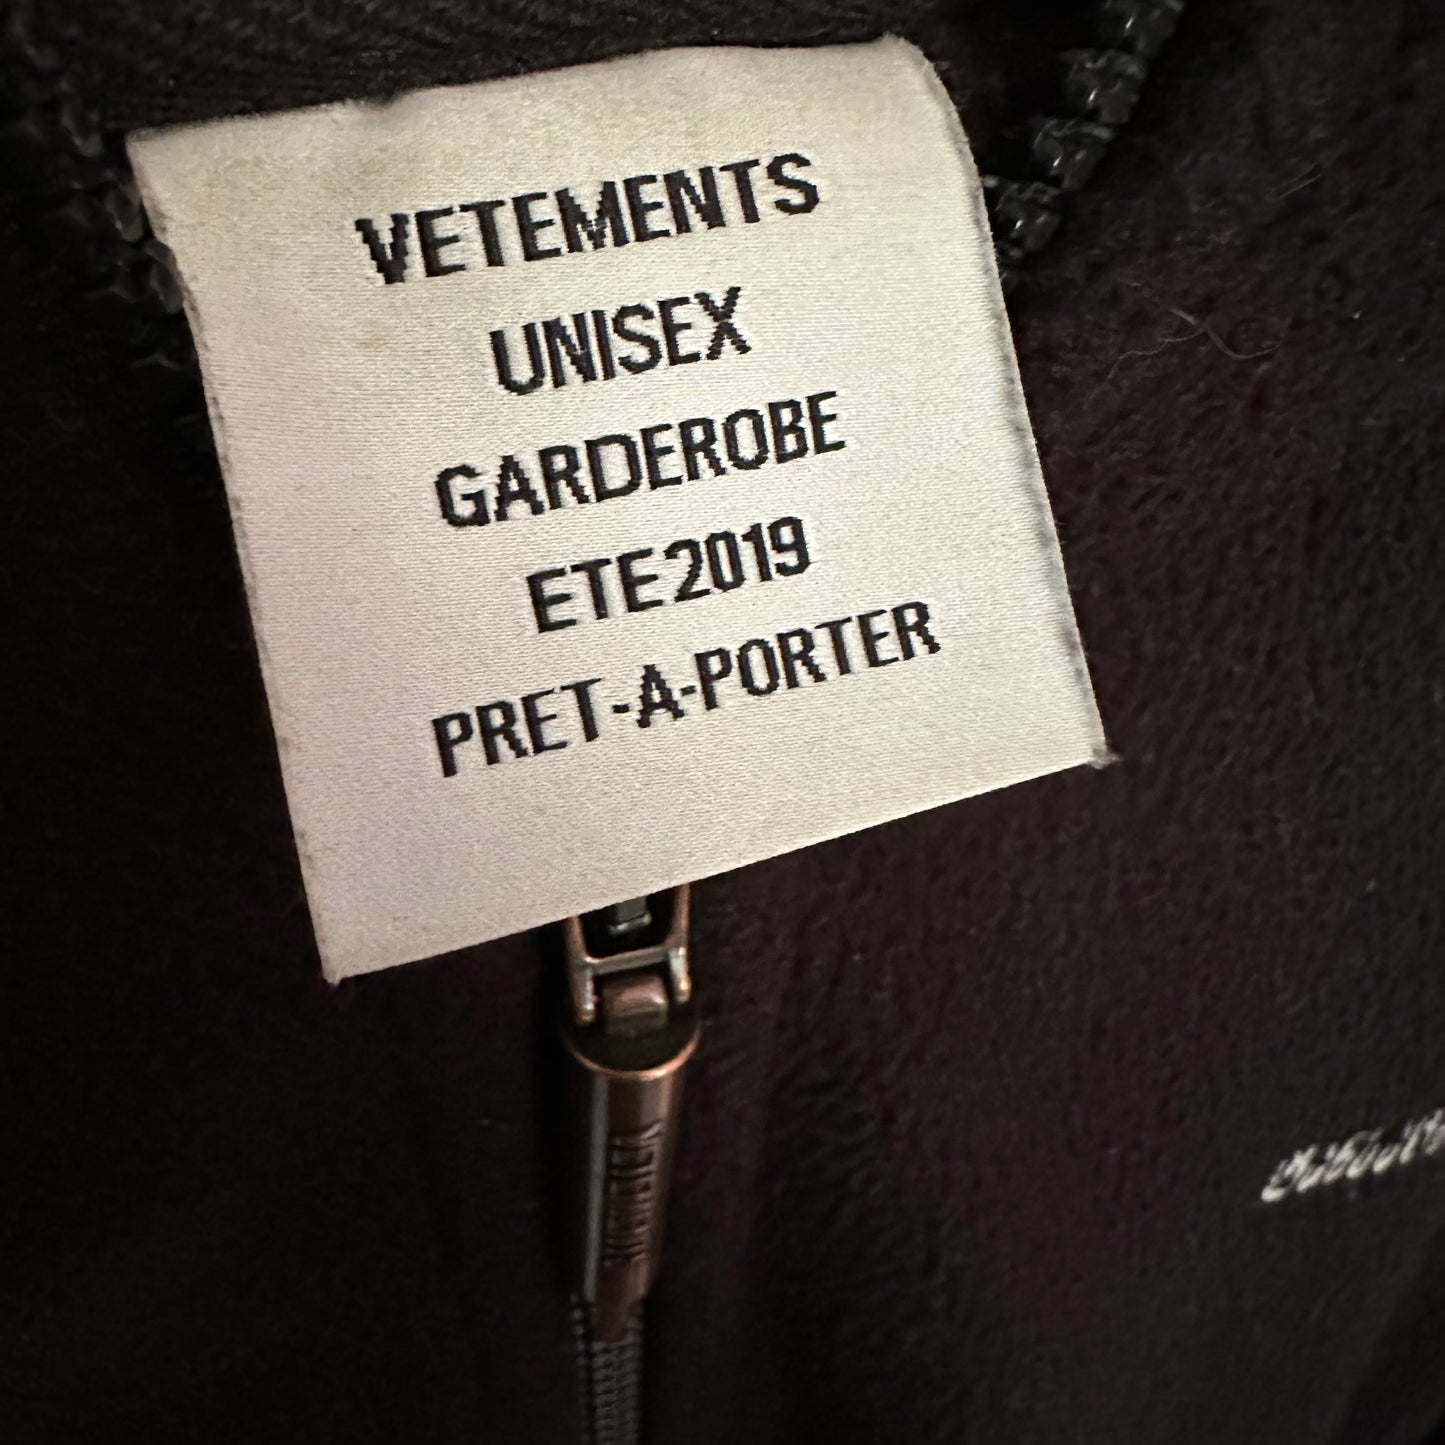 VETEMENTS
UNISEX
GARDEROBE
ETE2019
PRET-A-PORTER